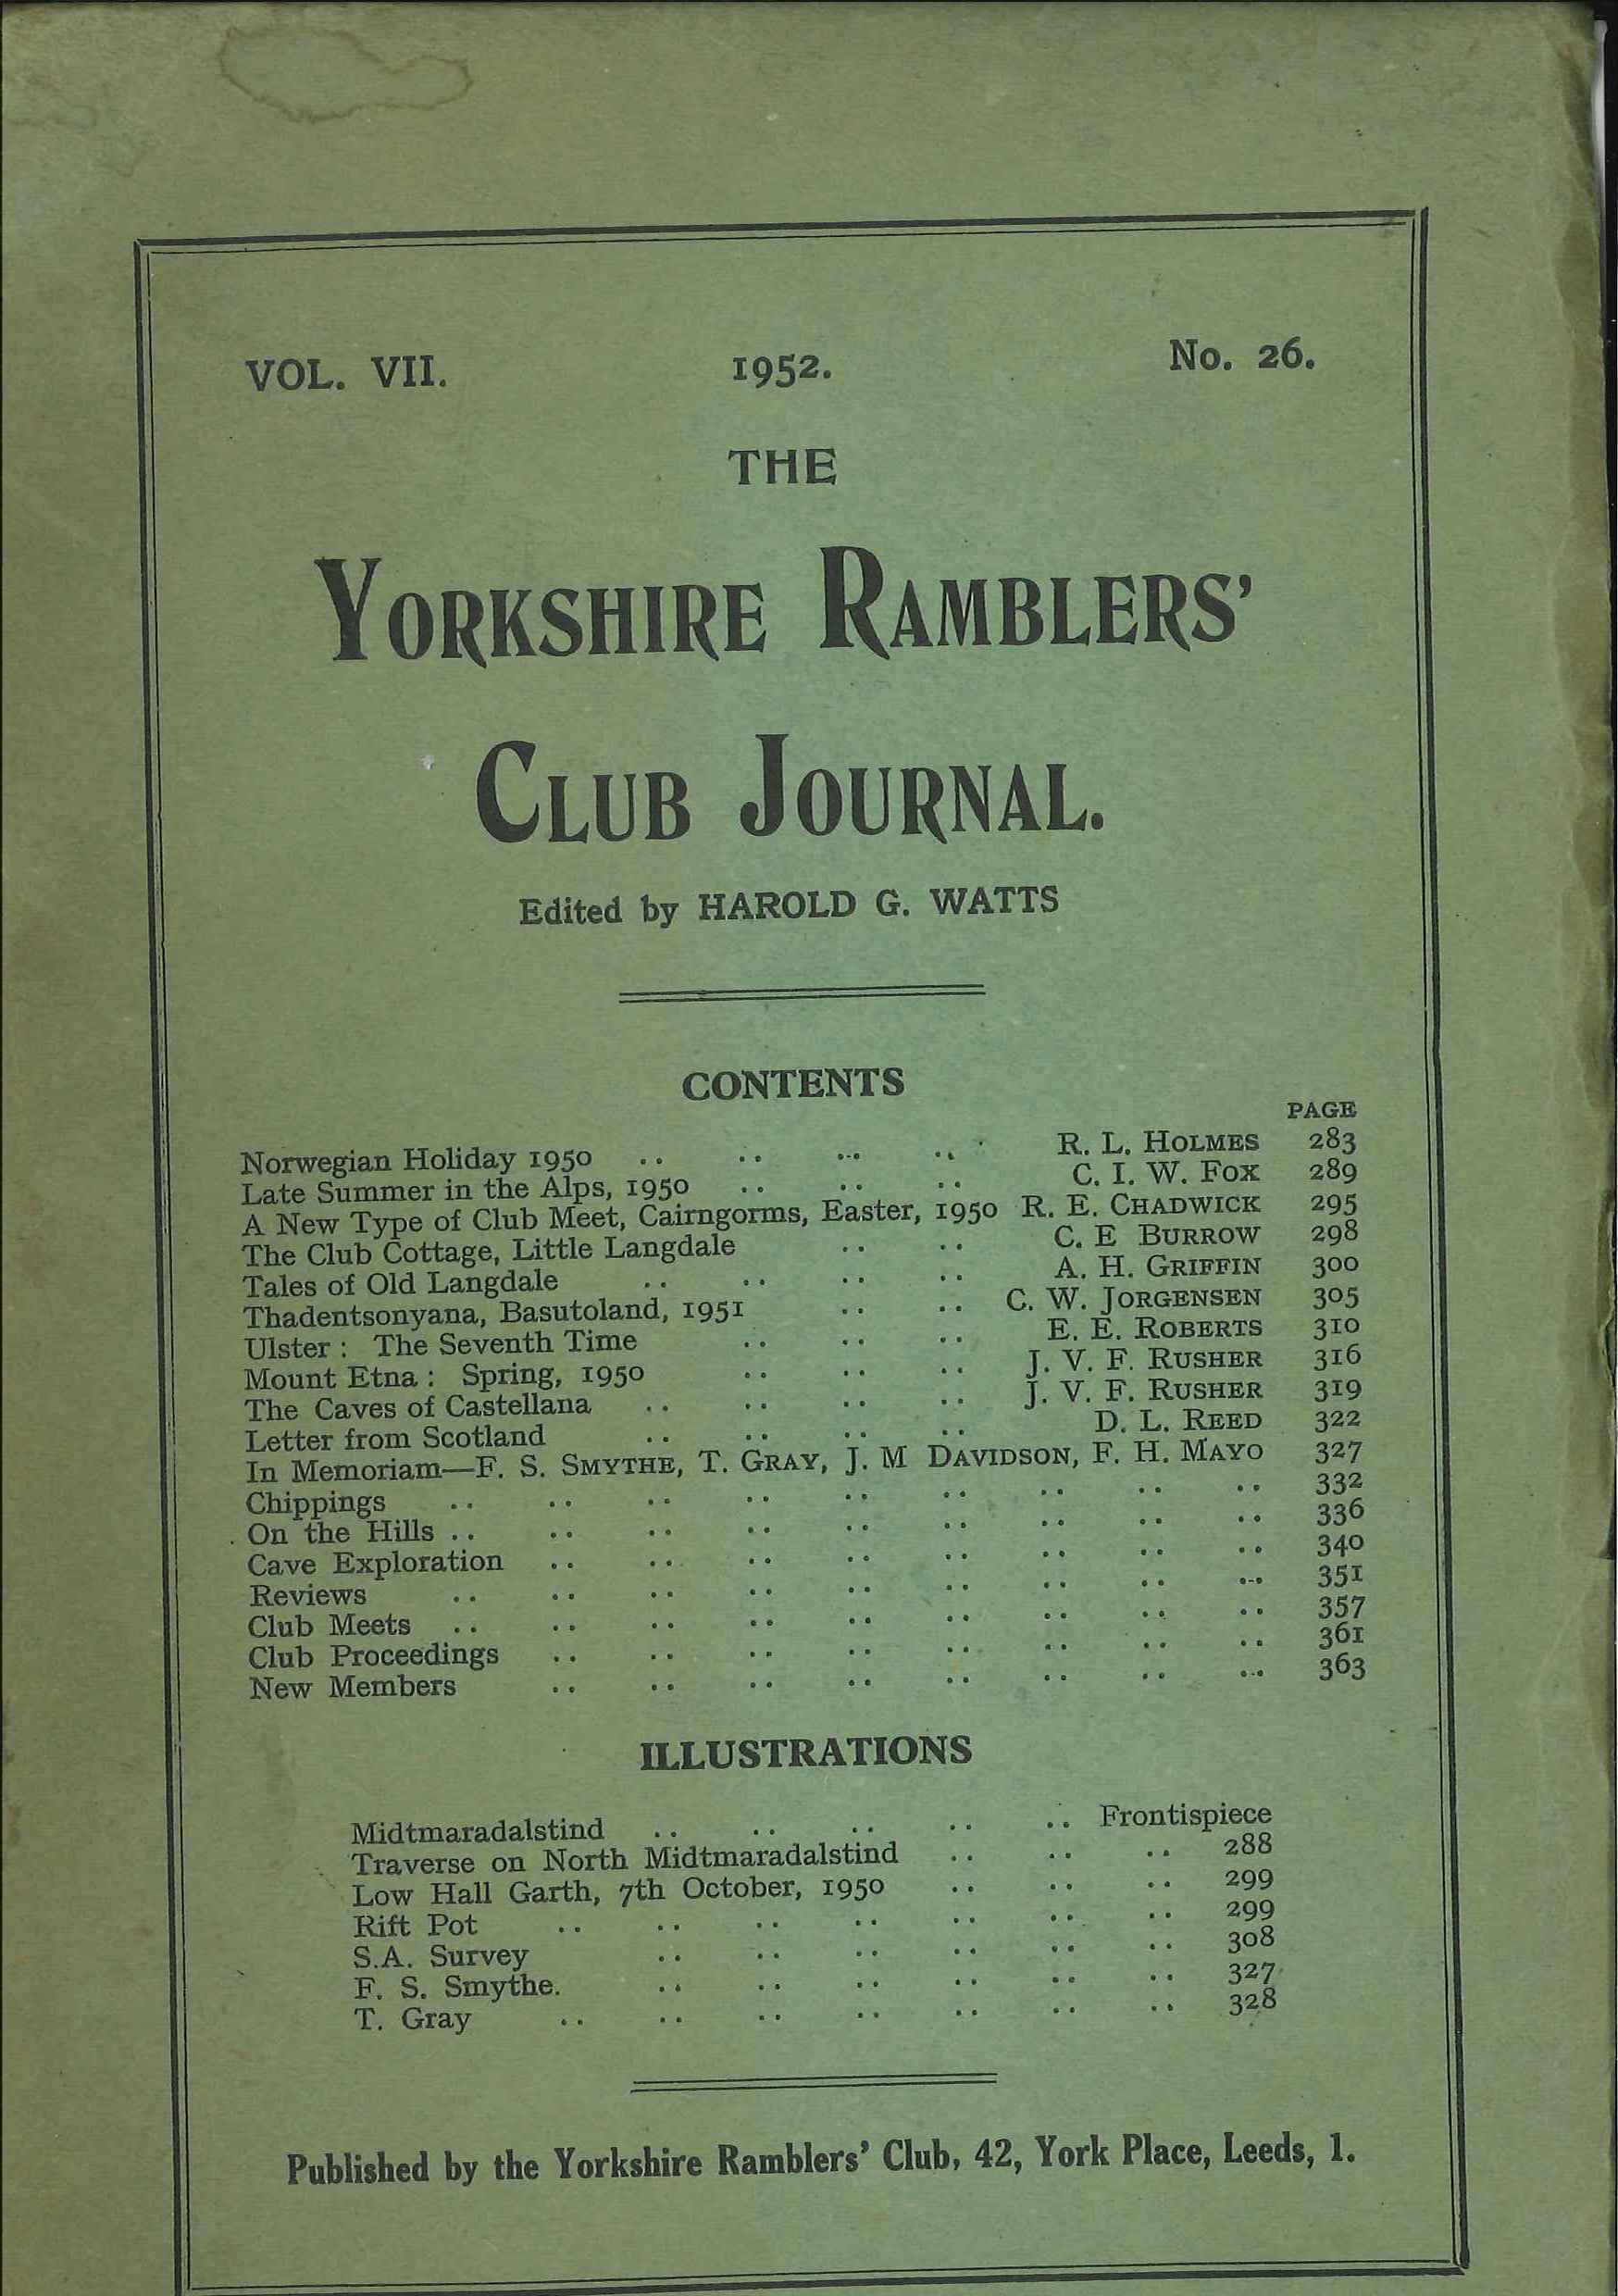 VOL. VII. 1952. No. 26.
THE
YORKSHIRE RAMBLERS'
CLUB JOURNAL.
Edited by HAROLD G. WATTS
CONTENTS
PAGE
Norwegian Holiday 1950 .. .. .. .. R. L. HOLMES 283
Late Summer in the Alps, 1950 .. .. .. C. I. W. FOX 289
A New Type of Club Meet, Cairngorms, Easter, 1950 R. E. CHADWICK 295
The Club Cottage, Little Langdale .. .. C. E BURROW 298
Tales of Old Langdale .. .. .. .. A. H. GRIFFIN 300
Thadentsonyana, Basutoland, 1951 .. .. C. W. JORGENSEN 305
Ulster : The Seventh Time .. .. .. E. E. ROBERTS 310
Mount Etna : Spring, 1950 .. .. .. J. V. F. RUSHER 316
The Caves of Castellana .. .. .. .. J. V. F. RUSHER 319
Letter from Scotland .. .. .. .. D. L. REED 322
In Memoriam—F. S. SMYTHE, T. GRAY, J. M DAVIDSON, F. H. MAYO 327
Chippings .. .. .. .. .. .. .. .. .. 332
On the Hills .. .. .. .. .. .. .. .. .. 336
Cave Exploration .. .. .. .. .. .. .. .. 340
Reviews .. .. .. .. .. .. .. .. .. 351
Club Meets .. .. .. .. .. .. .. .. .. 357
Club Proceedings .. .. .. .. .. .. .. .. 361
New Members .. .. .. .. .. .. .. .. 363
ILLUSTRATIONS
Midtmaradalstind .. .. .. .. .. Frontispiece
Traverse on North Midtmaradalstind .. .. .. 288
Low Hall Garth, 7th October, 1950 .. .. .. 299
Rift Pot .. .. .. .. .. .. .. 299
S.A. Survey .. .. .. .. .. .. 308
F. S. Smythe. .. .. .. .. .. .. 327
T. Gray .. .. .. .. .. .. .. 328
Published by the Yorkshire Ramblers' Club, 42, York Place, Leeds, 1.